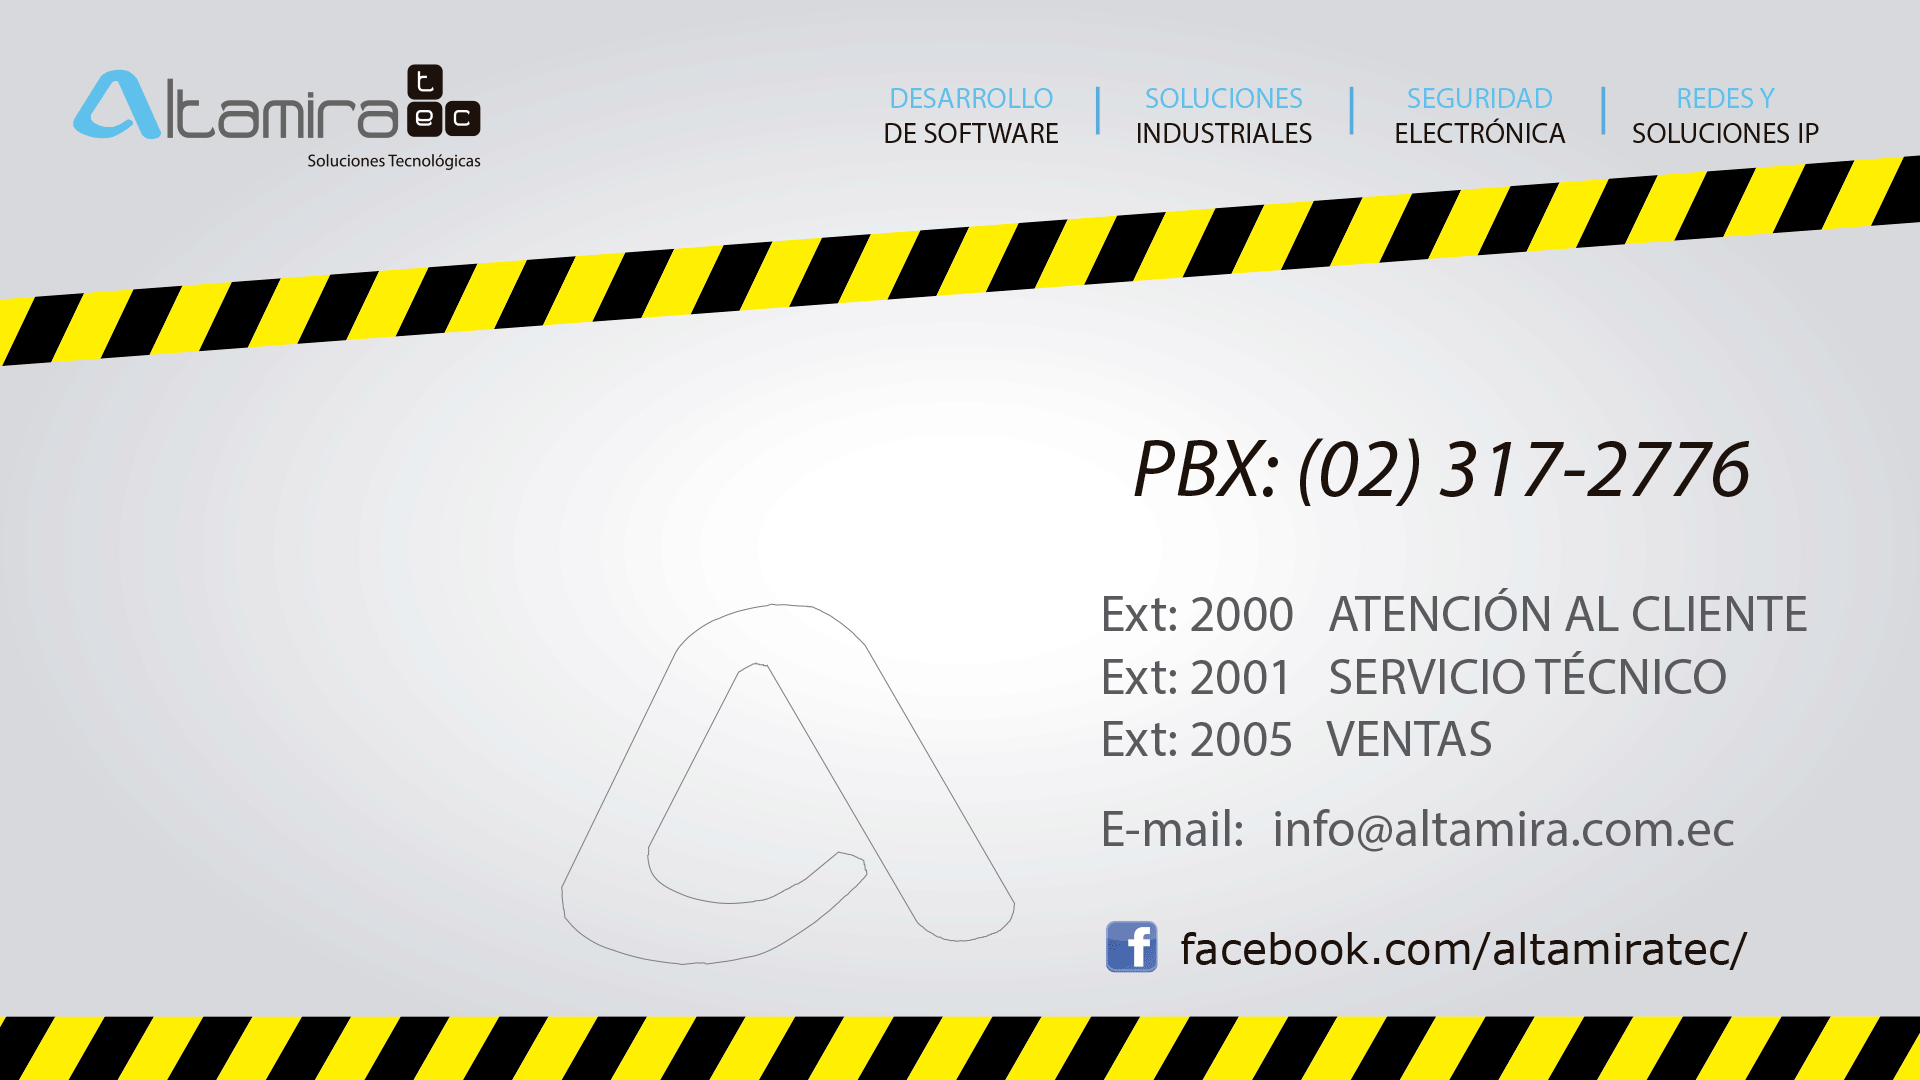 Altamira tec
Soluciones Tecnológicas
DESARROLLO
DE SOFTWARE
SOLUCIONES
INDUSTRIALES
SEGURIDAD
ELECTRÓNICA
REDES Y
SOLUCIONES IP
PBX: (02) 317-2776
Ext: 2000 ATENCIÓN AL CLIENTE
Ext: 2001 SERVICIO TÉCNICO
Ext: 2005 VENTAS
E-mail: info@altamira.com.ec
facebook.com/altamiratec/